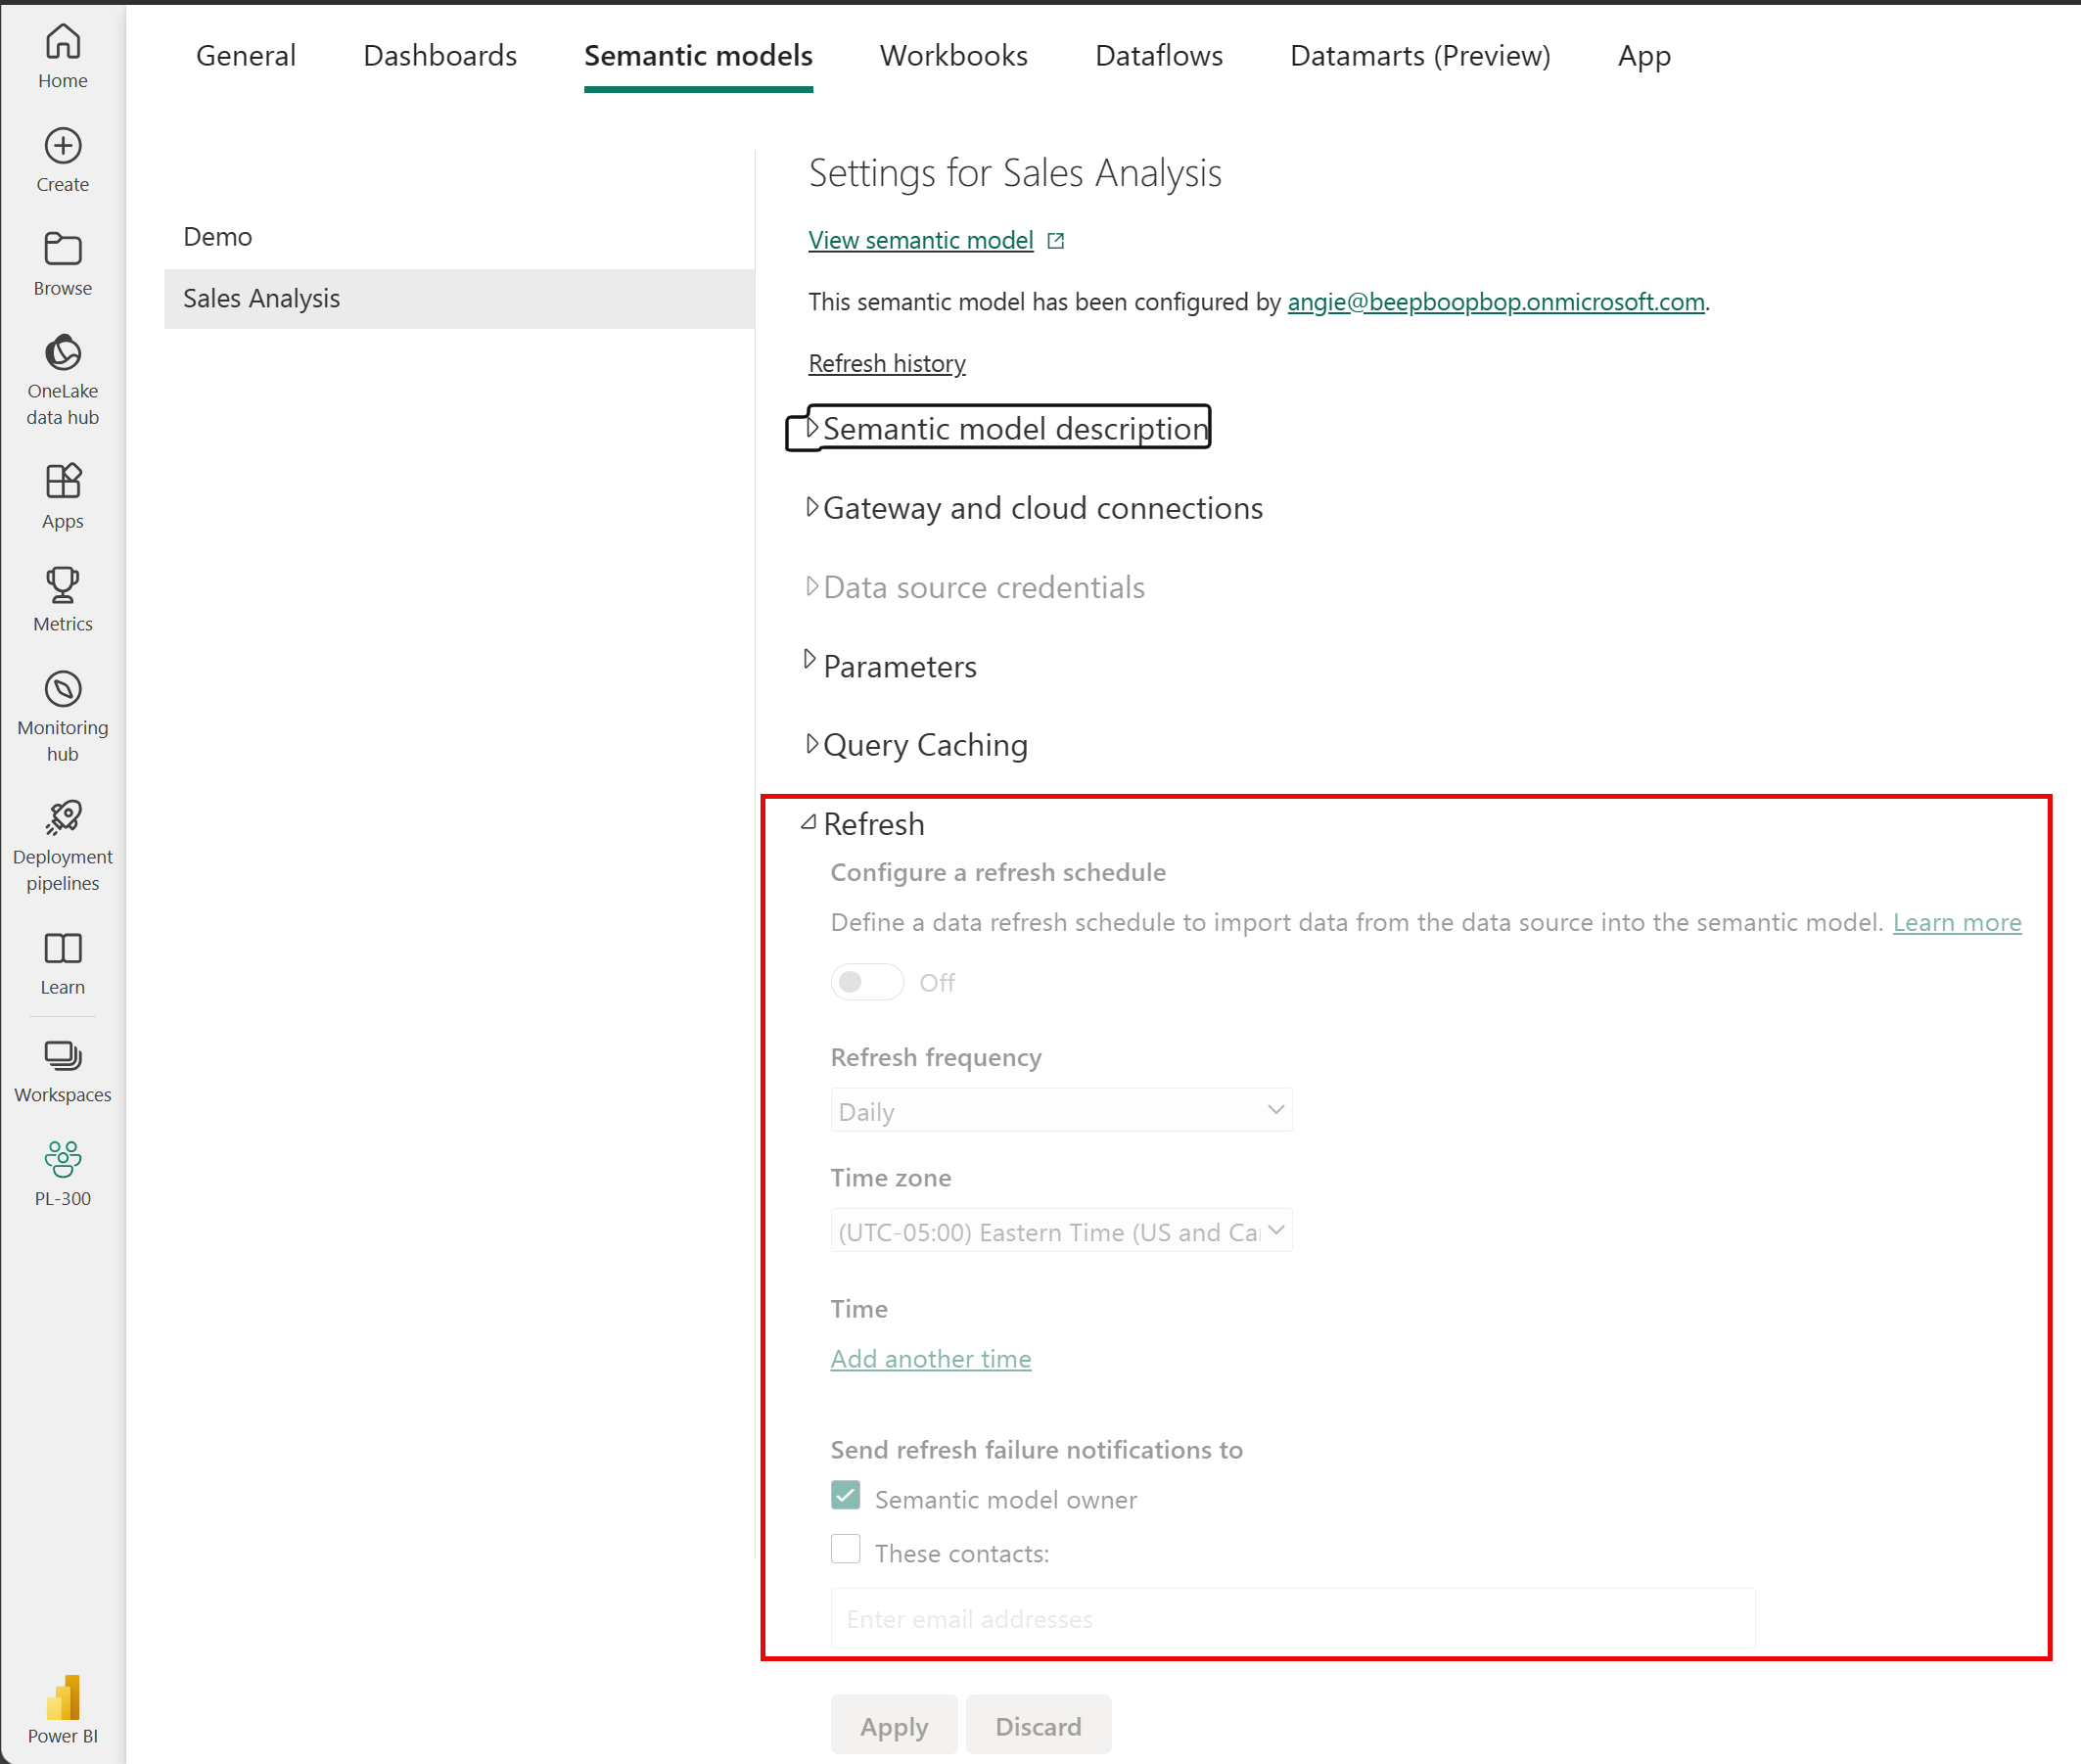 Home
Create
Browse
OneLake
data hub
Apps
Metrics
Monitoring
hub
Deployment
pipelines
Learn
Workspaces
PL-300
Power BI
General
Dashboards
Semantic models
Workbooks
Dataflows
Datamarts (Preview)
App
Demo
Sales Analysis
Settings for Sales Analysis
View semantic model
This semantic model has been configured by angie@beepboopbop.onmicrosoft.com.
Refresh history
Semantic model description
Gateway and cloud connections
Data source credentials
Parameters
Query Caching
Refresh
Configure a refresh schedule
Define a data refresh schedule to import data from the data source into the semantic model. Learn more
Off
Refresh frequency
Daily
Time zone
(UTC-05:00) Eastern Time (US and Ca
Time
Add another time
Send refresh failure notifications to
Semantic model owner
These contacts:
Enter email addresses
Apply
Discard